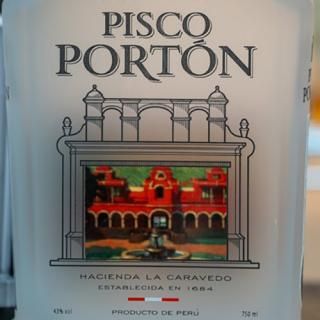 PISCO
PORTÓN
HACIENDA LA CARAVEDO
ESTABLECIDA EN 1684
43% vol PRODUCTO DE PERÚ 750 ml